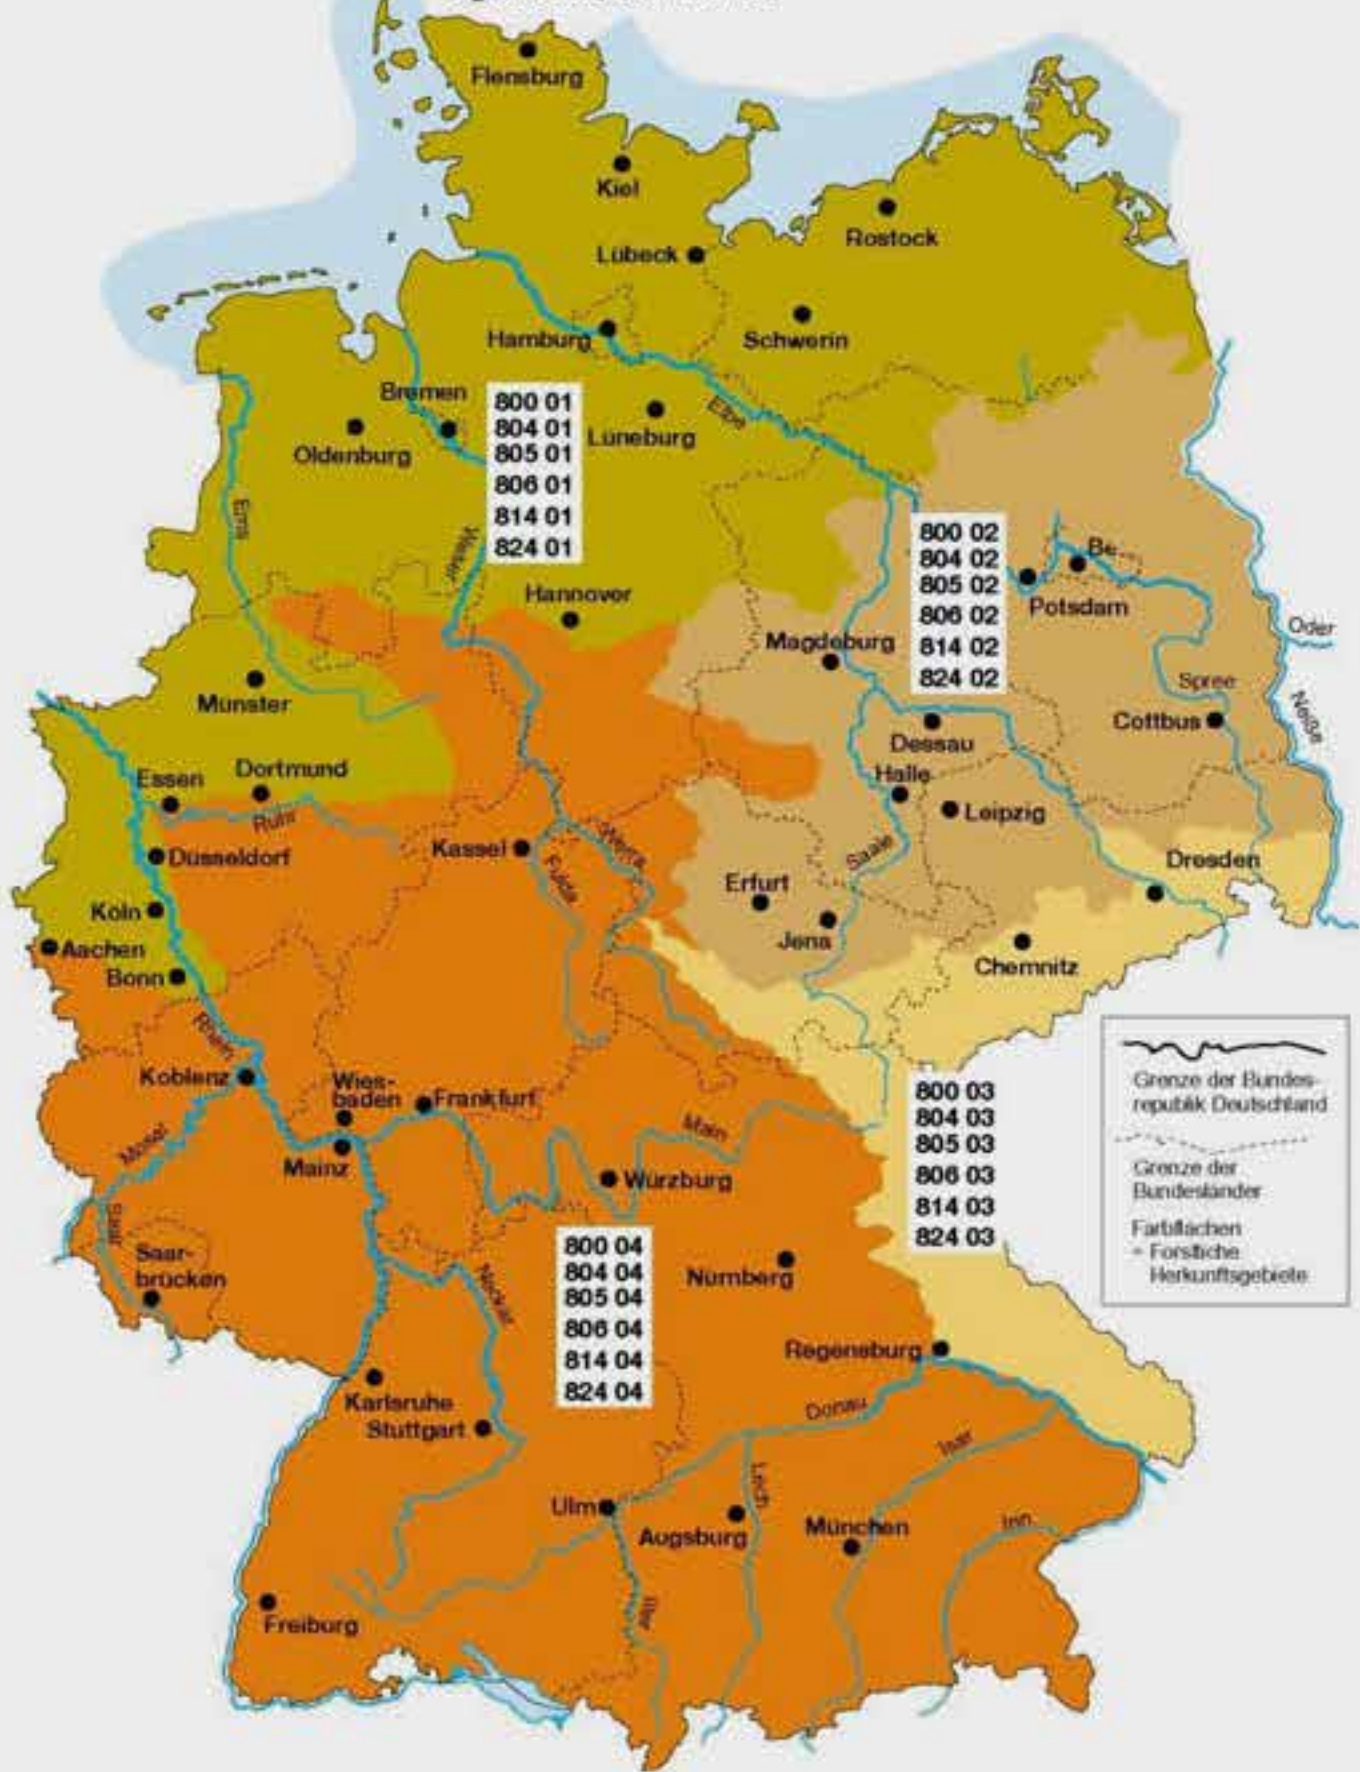 Flensburg
Kiel
Lübeck
Rostock
Hamburg
Schwerin
Bremen
Oldenburg
Lüneburg
Elbe
800 01
804 01
805 01
806 01
814 01
824 01
Ems
Weser
Hannover
800 02
804 02
805 02
806 02
814 02
824 02
Be
Potsdam
Oder
Magdeburg
Münster
Spree
Neiße
Cottbus
Dessau
Essen
Dortmund
Halle
Leipzig
Ruhr
Düsseldorf
Kassel
Werra
Fulda
Saale
Dresden
Erfurt
Köln
Jena
Aachen
Bonn
Chemnitz
Rhein
Koblenz
Wies-
baden
Frankfurt
Mosel
Mainz
Main
Würzburg
800 03
804 03
805 03
806 03
814 03
824 03
Grenze der Bundes-
republik Deutschland
Grenze der
Bundesländer
Farbflächen
= Forstliche
Herkunftsgebiete
Saar
Saar-
brücken
Neckar
800 04
804 04
805 04
806 04
814 04
824 04
Nürnberg
Regensburg
Karlsruhe
Stuttgart
Donau
Isar
Ulm
Lech
Augsburg
München
Inn
Iller
Freiburg